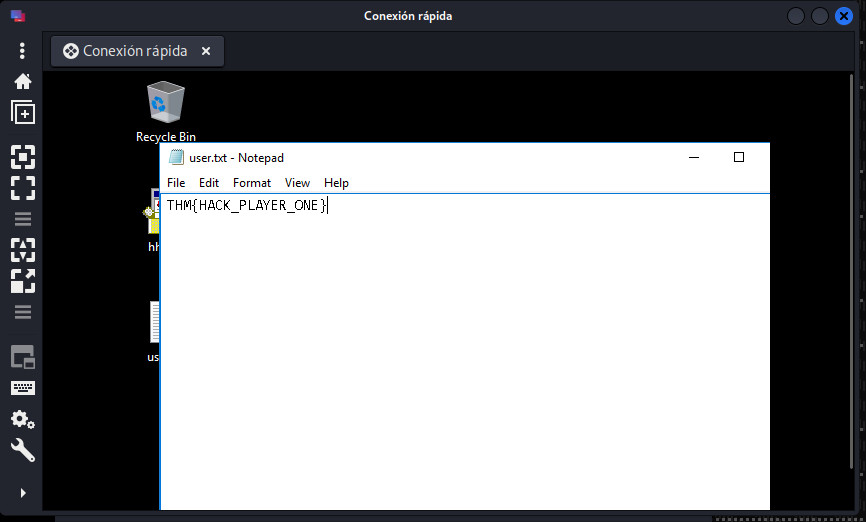 Conexión rápida
Conexión rápida
Recycle Bin
user.txt - Notepad
File Edit Format View Help
THM{HACK_PLAYER_ONE}
hh
us